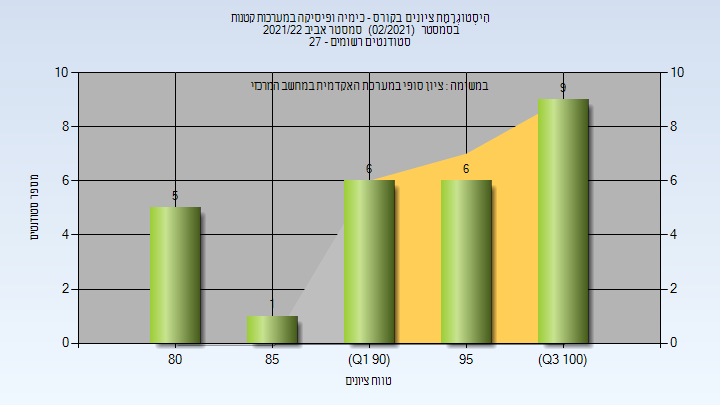 היסטוגרמת ציונים בקורס - כימיה ופיסיקה במערכות קטנות
בסמסטר (02/2021) סמסטר אביב 2021/22
סטודנטים רשומים - 27
במשימה : ציון סופי במערכת האקדמית במחשב המרכזי
מספר סטודנטים
10 10
8 8
6 6
4 4
2 2
0 0
5 1 6 6 9
80 85 (Q1 90) 95 (Q3 100)
טווח ציונים